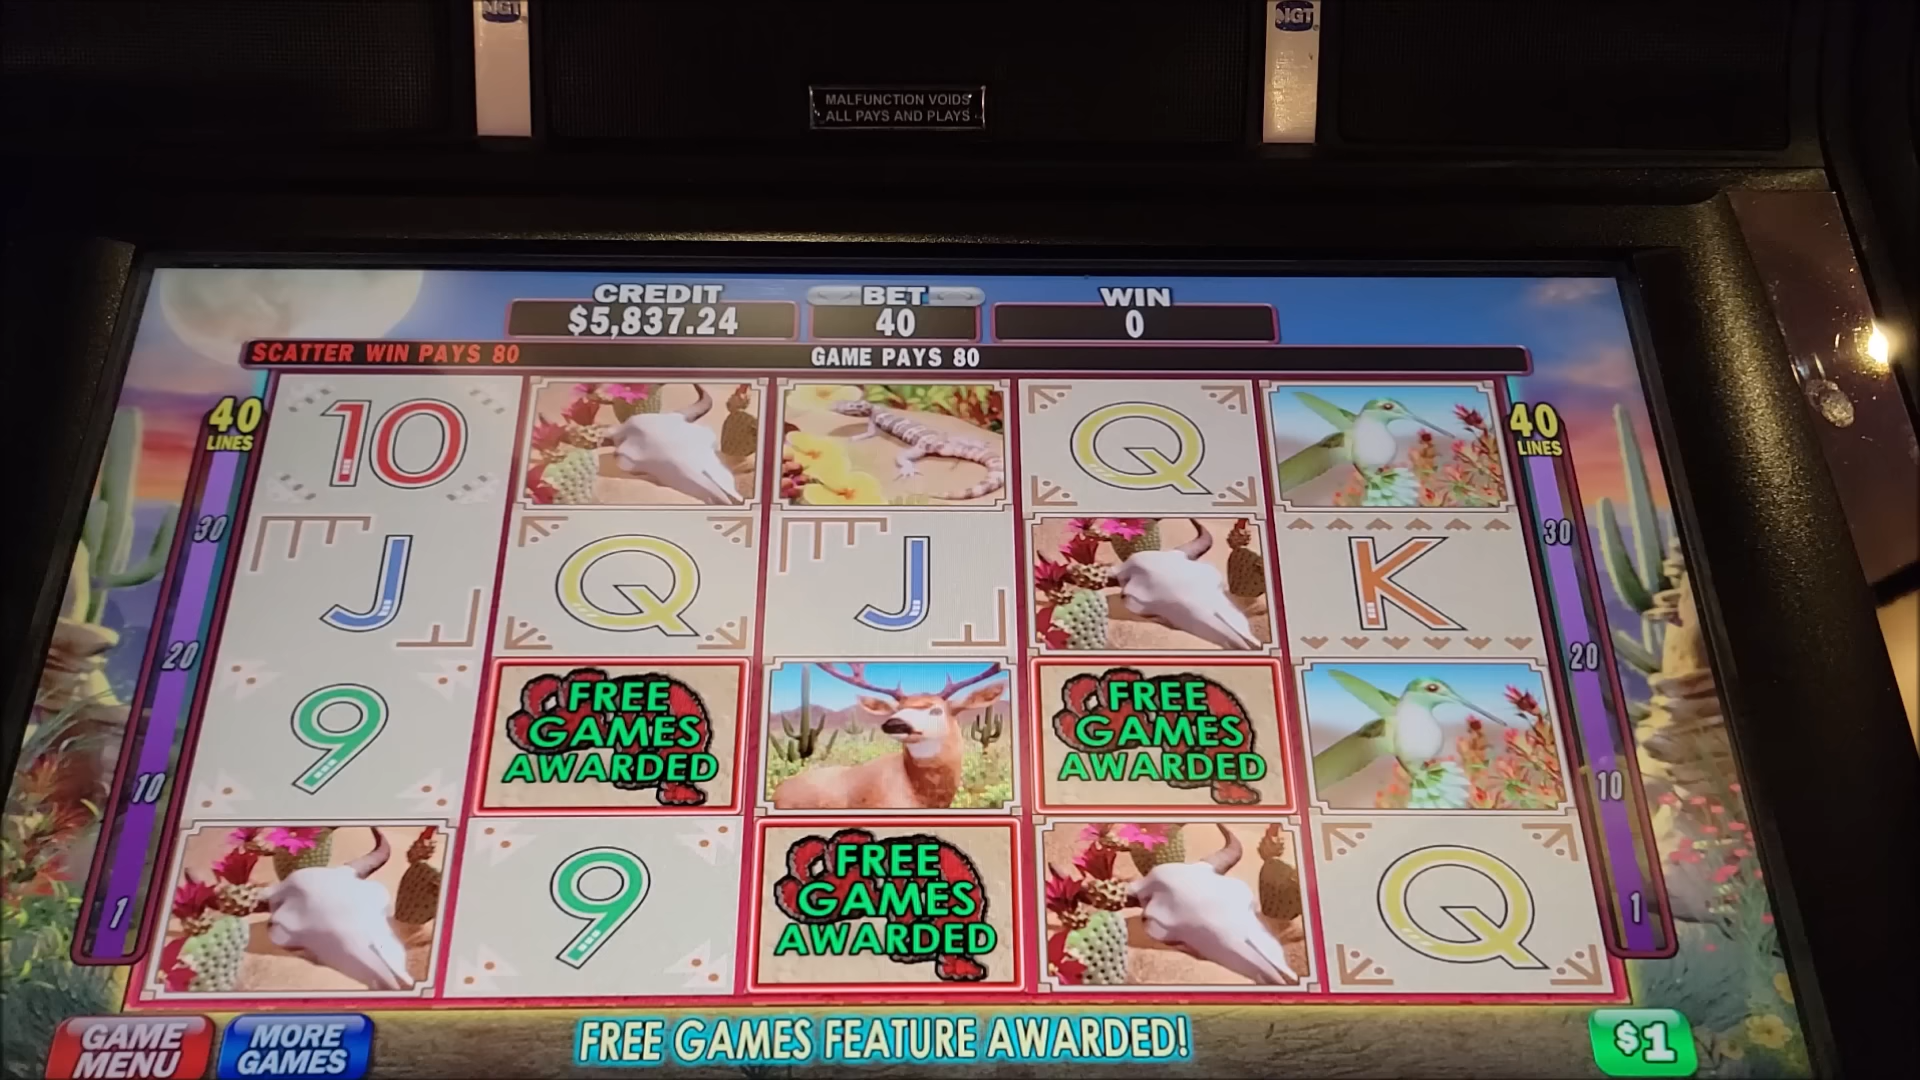 IGT
IGT
MALFUNCTION VOIDS
ALL PAYS AND PLAYS
CREDIT
$5,837.24
BET
40
WIN
0
SCATTER WIN PAYS 80
GAME PAYS 80
40
LINES
30
20
10
1
10
Q
J
Q
J
K
9
FREE
GAMES
AWARDED
FREE
GAMES
AWARDED
9
FREE
GAMES
AWARDED
Q
40
LINES
30
20
10
1
GAME
MENU
MORE
GAMES
FREE GAMES FEATURE AWARDED!
$1